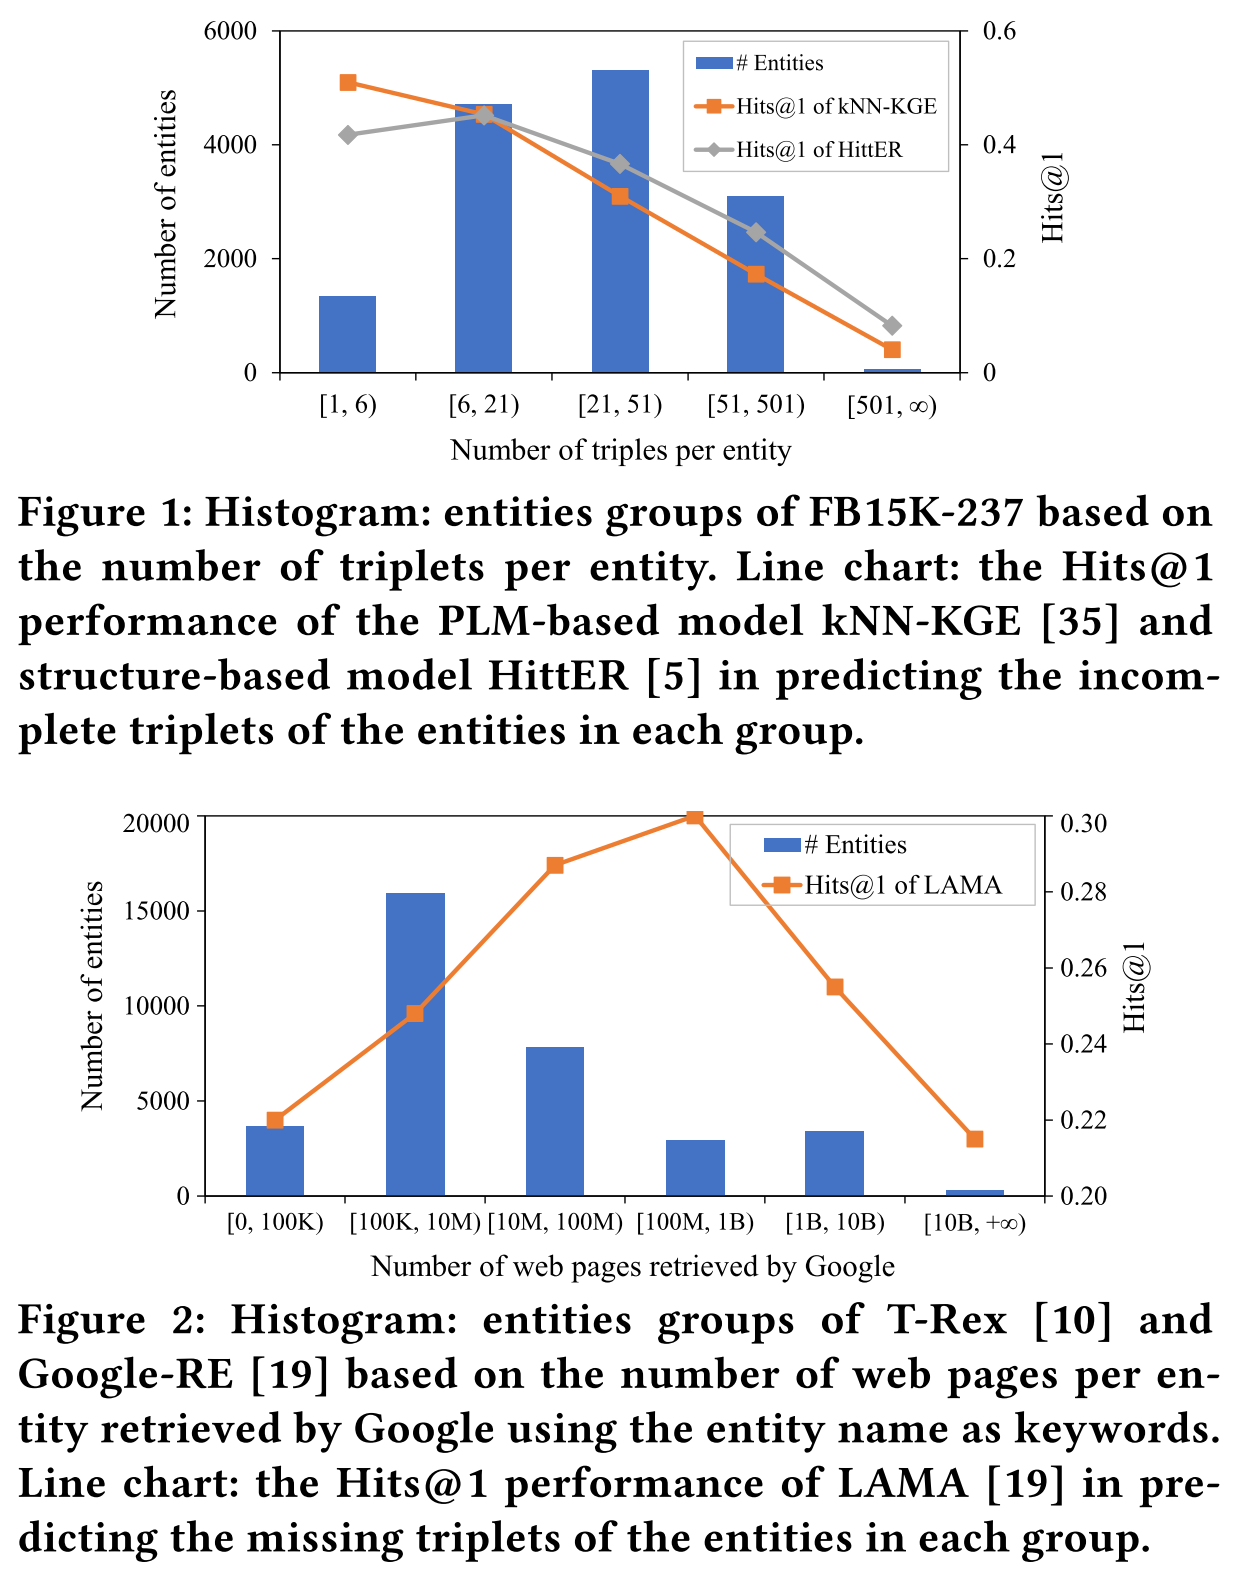 6000
4000
2000
0
Number of entities
0.6
0.4
0.2
0
Hits@1
# Entities
Hits@1 of kNN-KGE
Hits@1 of HittER
[1, 6)
[6, 21)
[21, 51)
[51, 501)
[501, ∞)
Number of triples per entity
Figure 1: Histogram: entities groups of FB15K-237 based on
the number of triplets per entity. Line chart: the Hits@1
performance of the PLM-based model kNN-KGE [35] and
structure-based model HittER [5] in predicting the incom-
plete triplets of the entities in each group.
20000
15000
10000
5000
0
Number of entities
0.30
0.28
0.26
0.24
0.22
0.20
Hits@1
# Entities
Hits@1 of LAMA
[0, 100K)
[100K, 10M)
[10M, 100M)
[100M, 1B)
[1B, 10B)
[10B, +∞)
Number of web pages retrieved by Google
Figure 2: Histogram: entities groups of T-Rex [10] and
Google-RE [19] based on the number of web pages per en-
tity retrieved by Google using the entity name as keywords.
Line chart: the Hits@1 performance of LAMA [19] in pre-
dicting the missing triplets of the entities in each group.